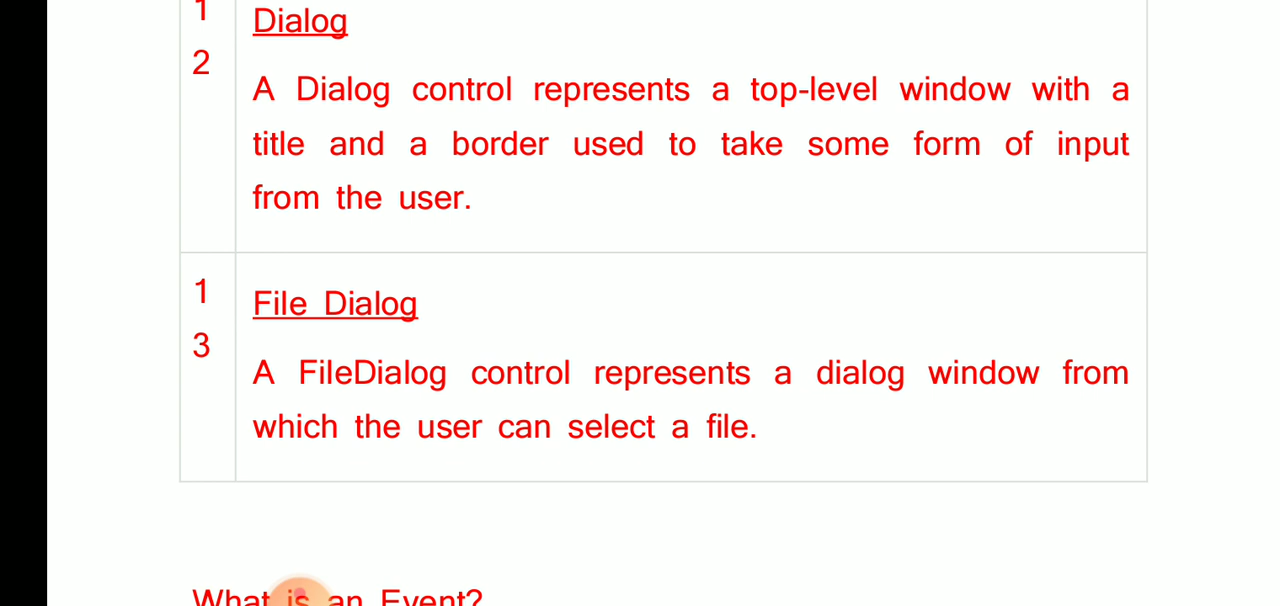 1
2
Dialog
A Dialog control represents a top-level window with a
title and a border used to take some form of input
from the user.
1
3
File Dialog
A FileDialog control represents a dialog window from
which the user can select a file.
What is an Event?